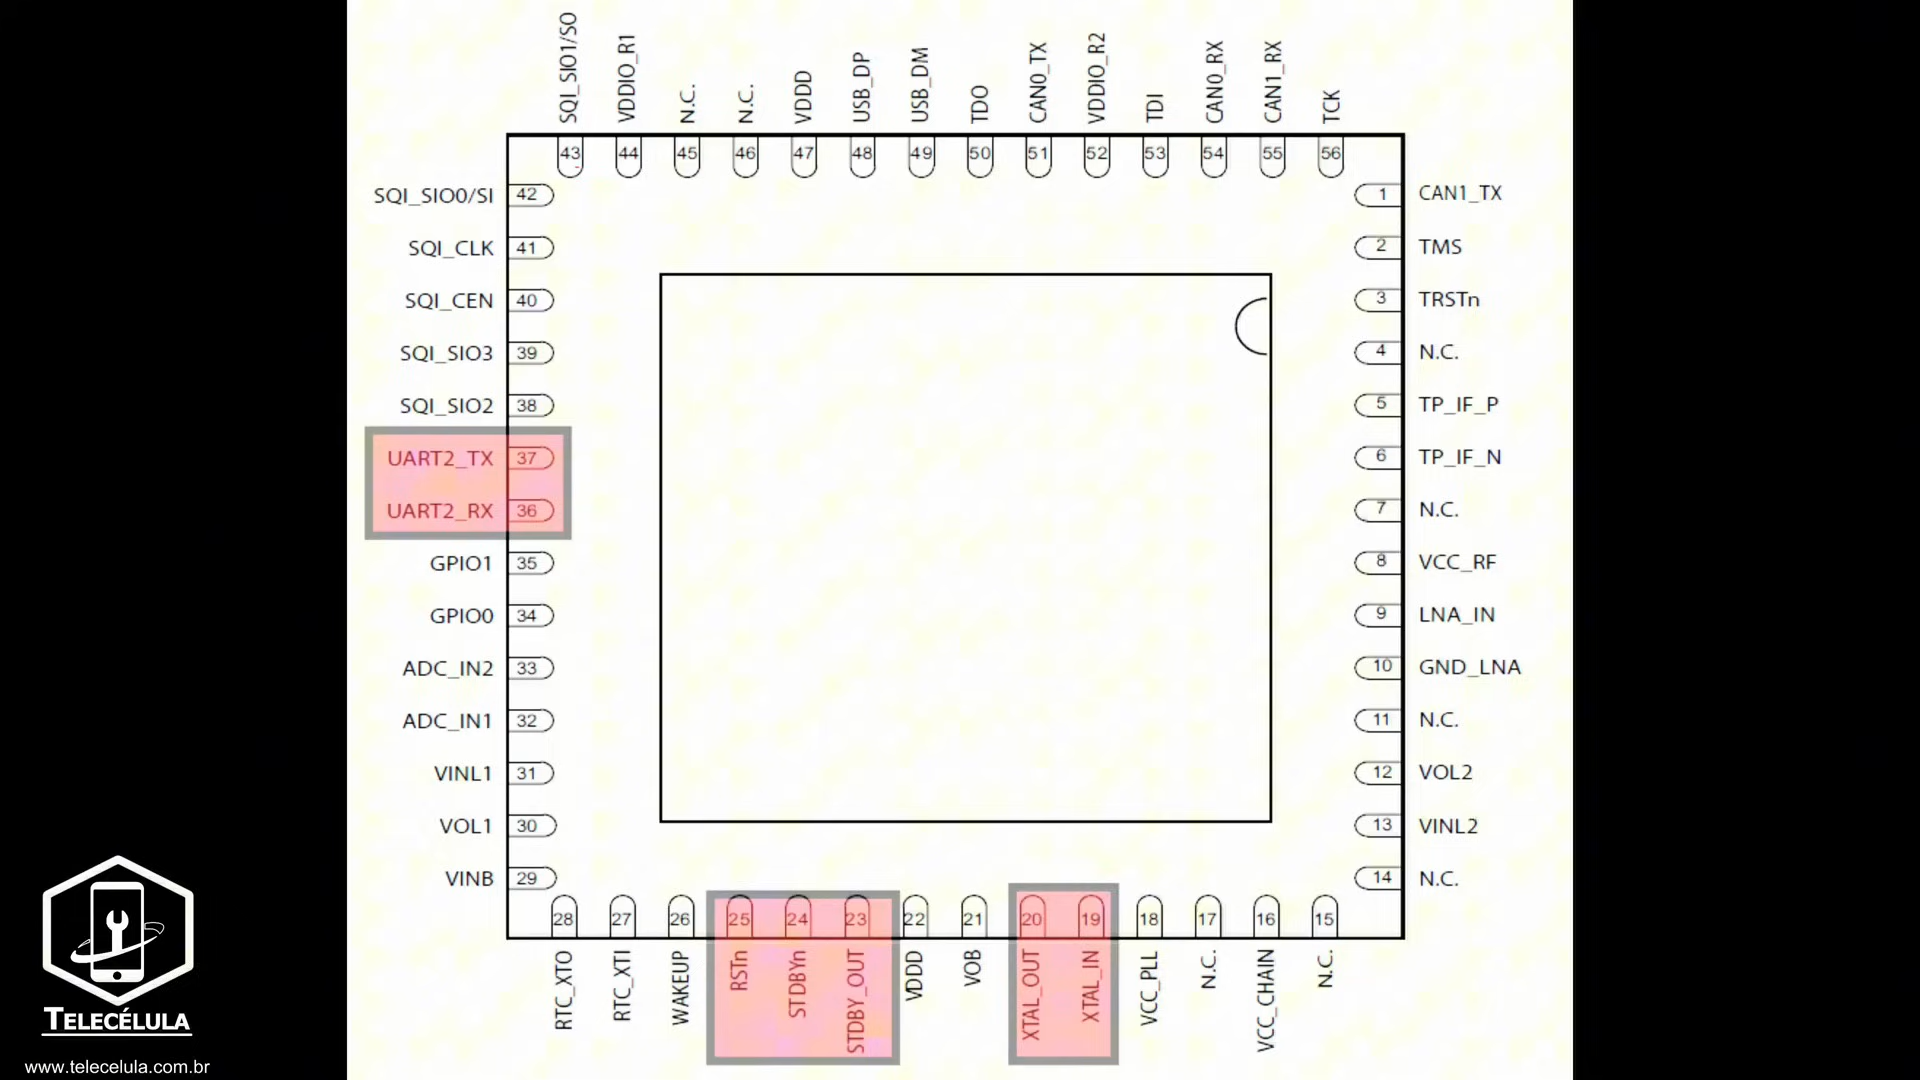 SQI_SIO1/SO
VDDIO_R1
N.C.
N.C.
VDDD
USB_DP
USB_DM
TDO
CAN0_TX
VDDIO_R2
TDI
CAN0_RX
CAN1_RX
TCK
43 44 45 46 47 48 49 50 51 52 53 54 55 56
SQI_SIO0/SI 42
SQI_CLK 41
SQI_CEN 40
SQI_SIO3 39
SQI_SIO2 38
UART2_TX 37
UART2_RX 36
GPIO1 35
GPIO0 34
ADC_IN2 33
ADC_IN1 32
VINL1 31
VOL1 30
VINB 29
1 CAN1_TX
2 TMS
3 TRSTn
4 N.C.
5 TP_IF_P
6 TP_IF_N
7 N.C.
8 VCC_RF
9 LNA_IN
10 GND_LNA
11 N.C.
12 VOL2
13 VINL2
14 N.C.
28 27 26 25 24 23 22 21 20 19 18 17 16 15
RTC_XTO
RTC_XTI
WAKEUP
RSTn
STDBYn
STDBY_OUT
VDDD
VOB
XTAL_OUT
XTAL_IN
VCC_PLL
N.C.
VCC_CHAIN
N.C.
TELECÉLULA
www.telecelula.com.br